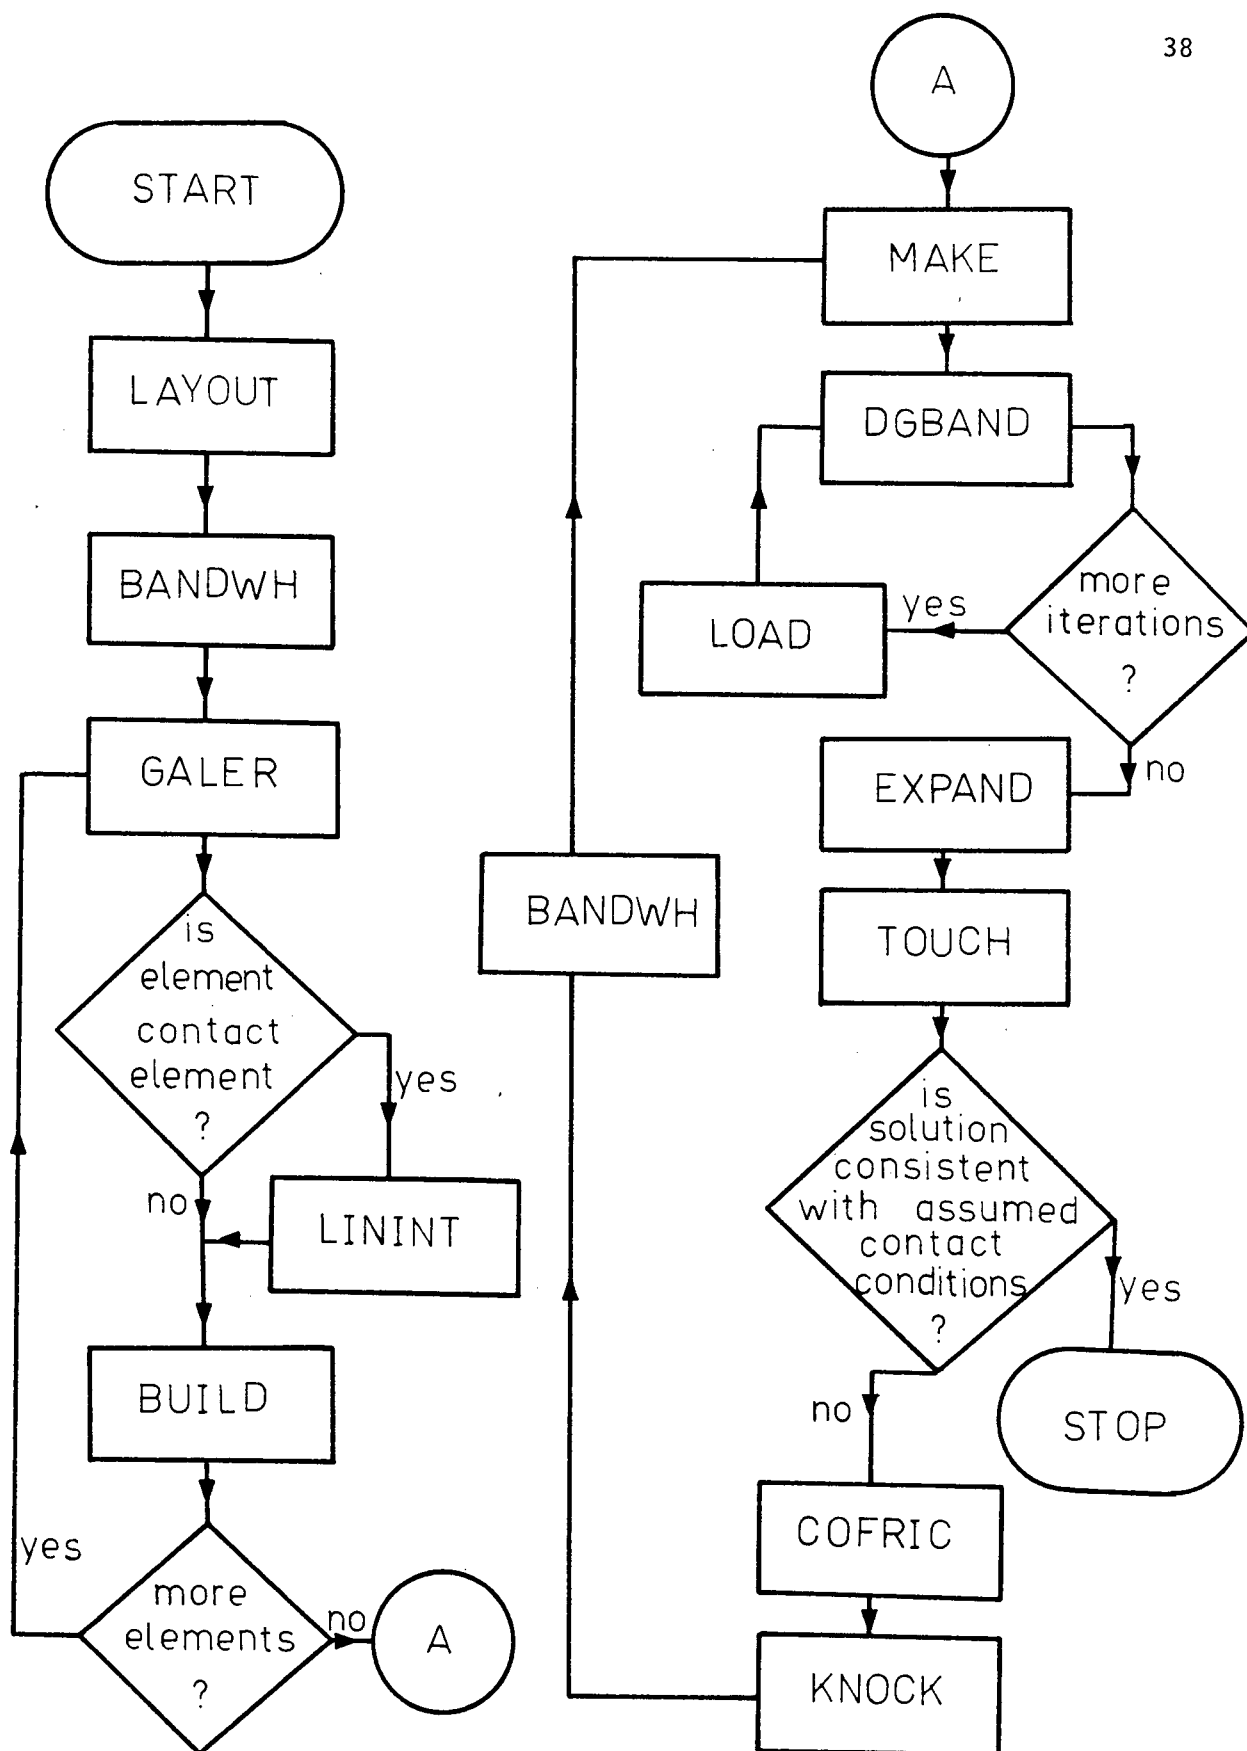 38
START
LAYOUT
BANDWH
GALER
is
element
contact
element
?
yes
no
LININT
BUILD
more
elements
?
yes
no
A
A
MAKE
DGBAND
more
iterations
?
yes
LOAD
no
EXPAND
TOUCH
is
solution
consistent
with assumed
contact
conditions
?
yes
STOP
no
COFRIC
KNOCK
BANDWH